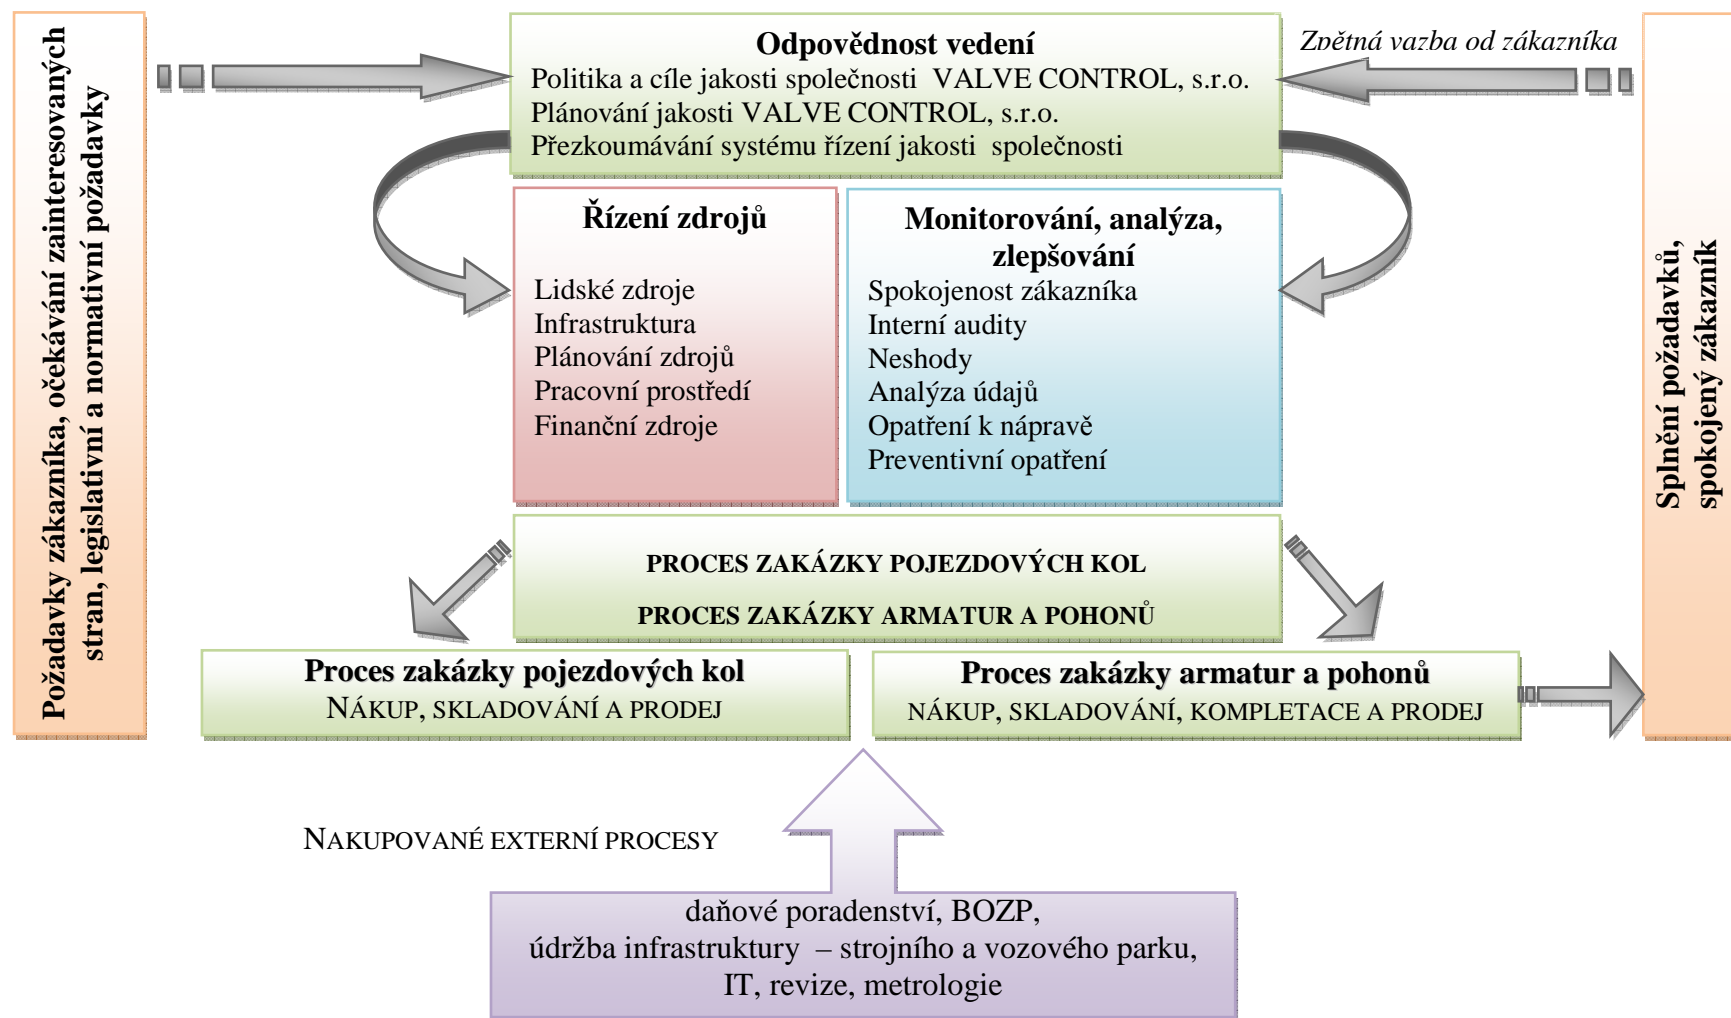 Požadavky zákazníka, očekávání zainteresovaných
stran, legislativní a normativní požadavky
Odpovědnost vedení
Politika a cíle jakosti společnosti VALVE CONTROL, s.r.o.
Plánování jakosti VALVE CONTROL, s.r.o.
Přezkoumávání systému řízení jakosti společnosti
Zpětná vazba od zákazníka
Řízení zdrojů
Lidské zdroje
Infrastruktura
Plánování zdrojů
Pracovní prostředí
Finanční zdroje
Monitorování, analýza,
zlepšování
Spokojenost zákazníka
Interní audity
Neshody
Analýza údajů
Opatření k nápravě
Preventivní opatření
Splnění požadavků,
spokojený zákazník
PROCES ZAKÁZKY POJEZDOVÝCH KOL
PROCES ZAKÁZKY ARMATUR A POHONŮ
Proces zakázky pojezdových kol
NÁKUP, SKLADOVÁNÍ A PRODEJ
Proces zakázky armatur a pohonů
NÁKUP, SKLADOVÁNÍ, KOMPLETACE A PRODEJ
NAKUPOVANÉ EXTERNÍ PROCESY
daňové poradenství, BOZP,
údržba infrastruktury – strojního a vozového parku,
IT, revize, metrologie